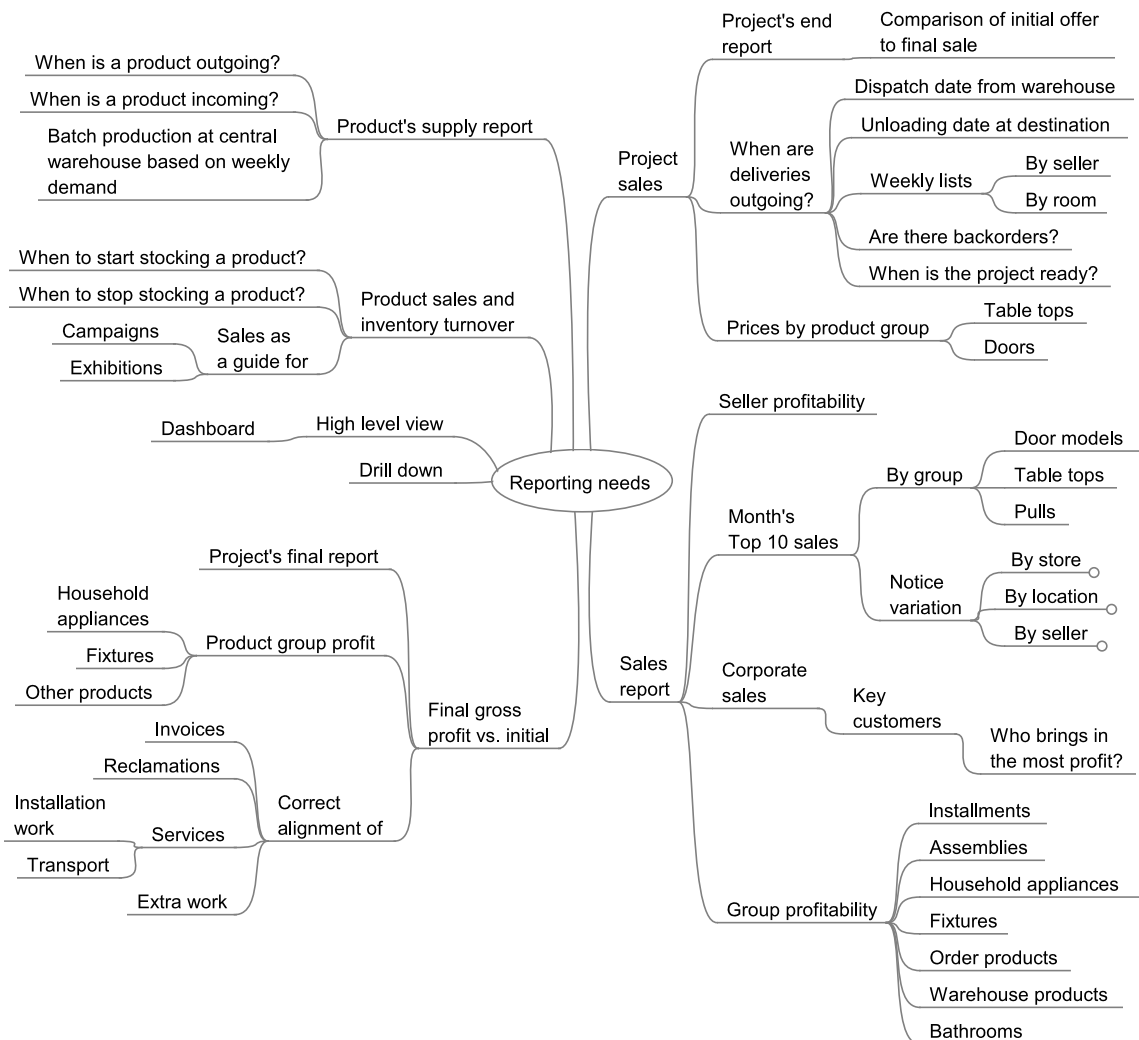 Reporting needs
Product's supply report
When is a product outgoing?
When is a product incoming?
Batch production at central
warehouse based on weekly
demand
Product sales and
inventory turnover
When to start stocking a product?
When to stop stocking a product?
Sales as
a guide for
Campaigns
Exhibitions
High level view
Dashboard
Drill down
Final gross
profit vs. initial
Project's final report
Product group profit
Household
appliances
Fixtures
Other products
Correct
alignment of
Invoices
Reclamations
Services
Installation
work
Transport
Extra work
Project
sales
Project's end
report
Comparison of initial offer
to final sale
When are
deliveries
outgoing?
Dispatch date from warehouse
Unloading date at destination
Weekly lists
By seller
By room
Are there backorders?
When is the project ready?
Prices by product group
Table tops
Doors
Sales
report
Seller profitability
Month's
Top 10 sales
By group
Door models
Table tops
Pulls
Notice
variation
By store
By location
By seller
Corporate
sales
Key
customers
Who brings in
the most profit?
Group profitability
Installments
Assemblies
Household appliances
Fixtures
Order products
Warehouse products
Bathrooms